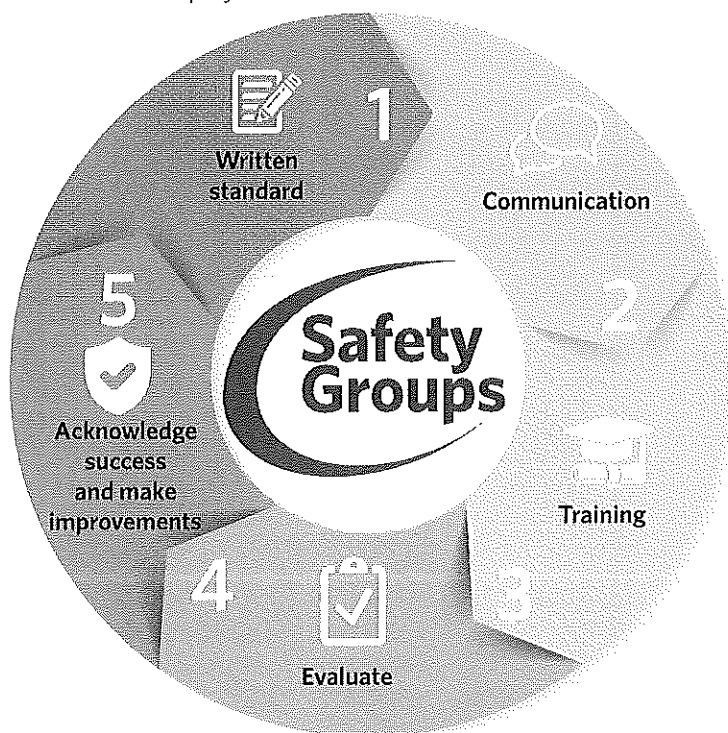 1
Written
standard
Communication
2
Training
3
Evaluate
4
5
Acknowledge
success
and make
improvements
Safety
Groups